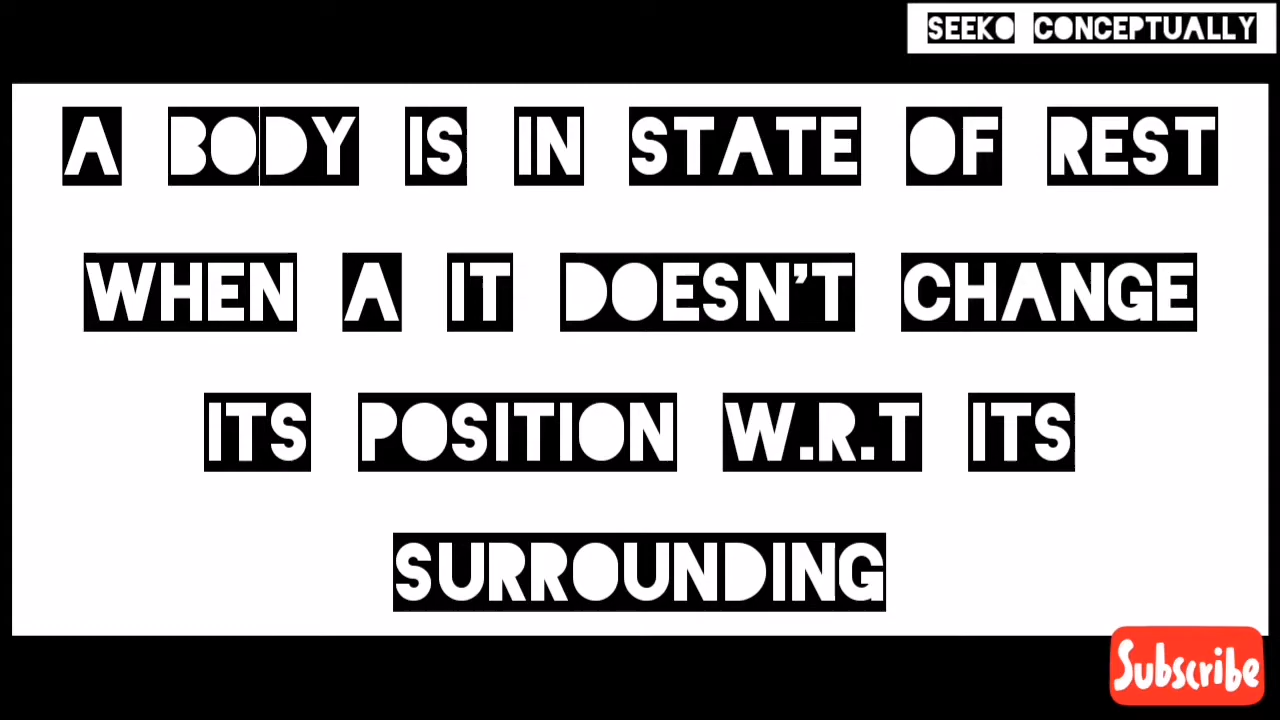 SEEKO CONCEPTUALLY
A BODY IS IN STATE OF REST
WHEN A IT DOESN'T CHANGE
ITS POSITION W.R.T ITS
SURROUNDING
Subscribe